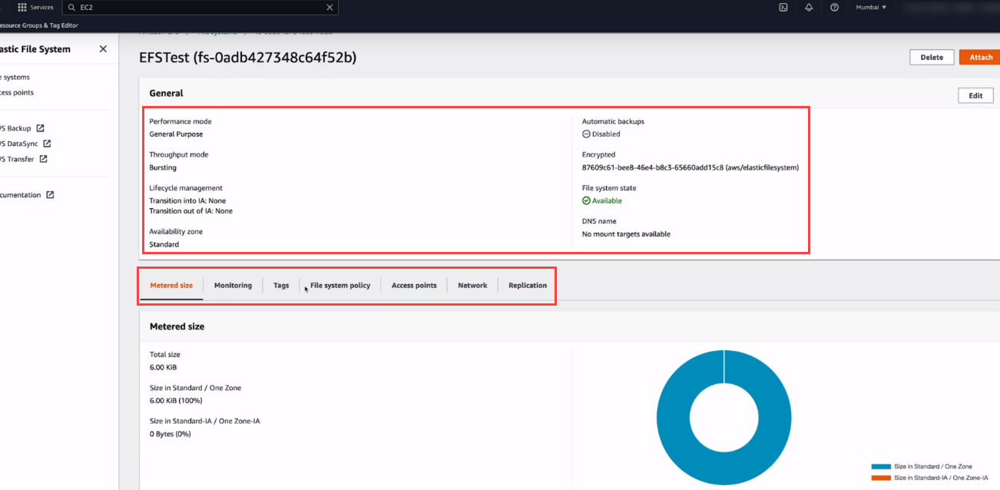 Services
EC2
Mumbai
esource Groups & Tag Editor
astic File System
e systems
cess points
/S Backup
/S DataSync
/S Transfer
cumentation
EFSTest (fs-0adb427348c64f52b)
Delete
Attach
General
Edit
Performance mode
General Purpose
Throughput mode
Bursting
Lifecycle management
Transition into IA: None
Transition out of IA: None
Availability zone
Standard
Automatic backups
Disabled
Encrypted
87609c61-bee8-46e4-b8c3-65660add15c8 (aws/elasticfilesystem)
File system state
Available
DNS name
No mount targets available
Metered size
Monitoring
Tags
File system policy
Access points
Network
Replication
Metered size
Total size
6.00 KiB
Size in Standard / One Zone
6.00 KiB (100%)
Size in Standard-IA / One Zone-IA
0 Bytes (0%)
Size in Standard / One Zone
Size in Standard-IA / One Zone-IA